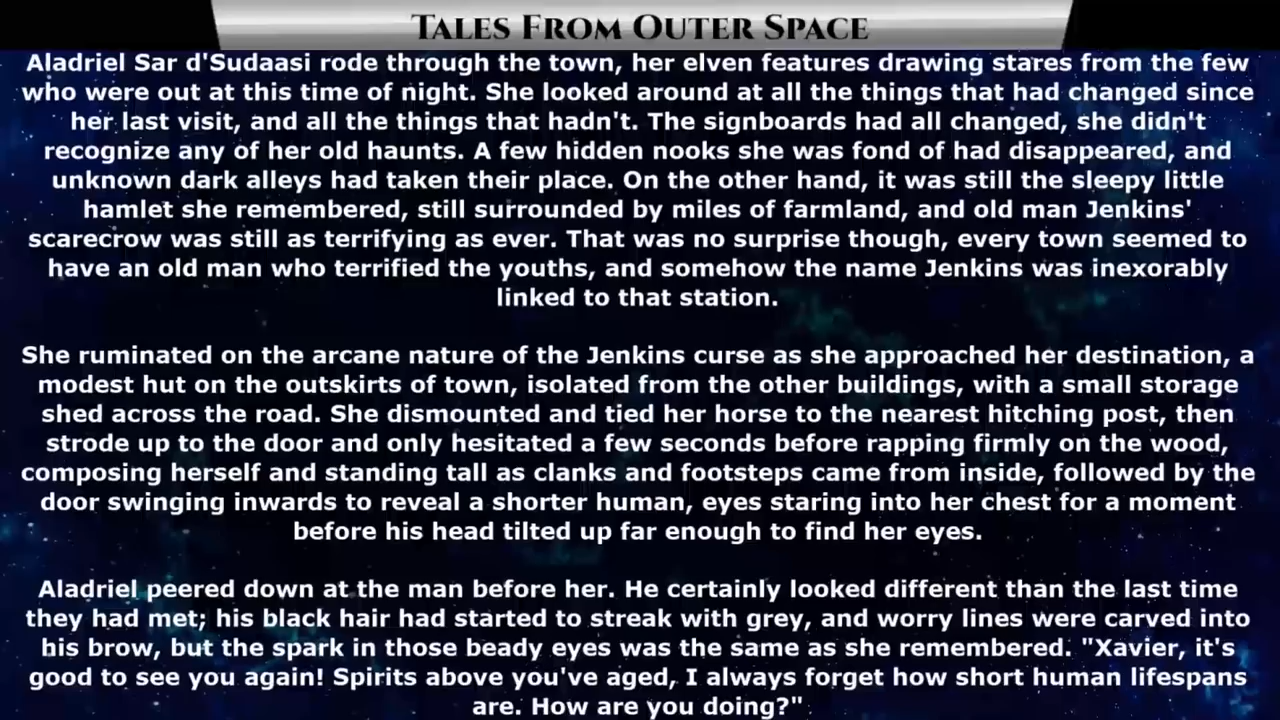 Tales From Outer Space
Aladriel Sar d'Sudaasi rode through the town, her elven features drawing stares from the few
who were out at this time of night. She looked around at all the things that had changed since
her last visit, and all the things that hadn't. The signboards had all changed, she didn't
recognize any of her old haunts. A few hidden nooks she was fond of had disappeared, and
unknown dark alleys had taken their place. On the other hand, it was still the sleepy little
hamlet she remembered, still surrounded by miles of farmland, and old man Jenkins'
scarecrow was still as terrifying as ever. That was no surprise though, every town seemed to
have an old man who terrified the youths, and somehow the name Jenkins was inexorably
linked to that station.
She ruminated on the arcane nature of the Jenkins curse as she approached her destination, a
modest hut on the outskirts of town, isolated from the other buildings, with a small storage
shed across the road. She dismounted and tied her horse to the nearest hitching post, then
strode up to the door and only hesitated a few seconds before rapping firmly on the wood,
composing herself and standing tall as clanks and footsteps came from inside, followed by the
door swinging inwards to reveal a shorter human, eyes staring into her chest for a moment
before his head tilted up far enough to find her eyes.
Aladriel peered down at the man before her. He certainly looked different than the last time
they had met; his black hair had started to streak with grey, and worry lines were carved into
his brow, but the spark in those beady eyes was the same as she remembered. "Xavier, it's
good to see you again! Spirits above you've aged, I always forget how short human lifespans
are. How are you doing?"